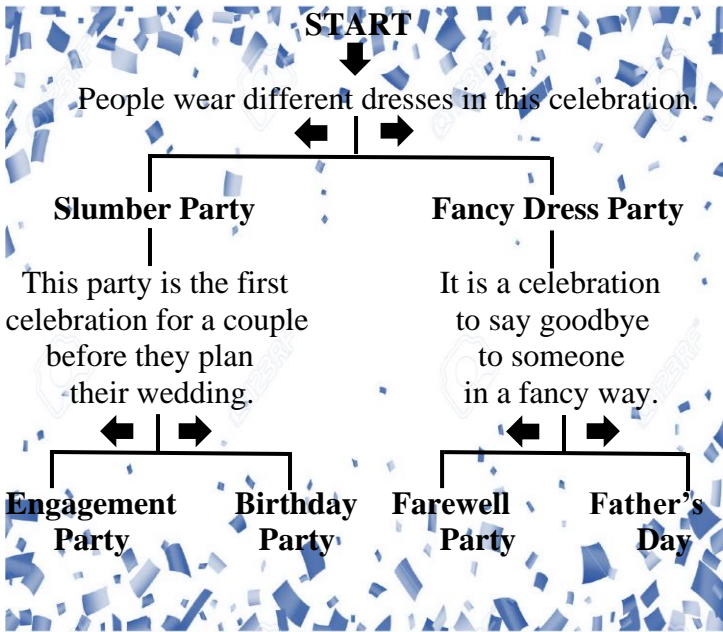 START
People wear different dresses in this celebration.
Slumber Party
Fancy Dress Party
This party is the first
celebration for a couple
before they plan
their wedding.
It is a celebration
to say goodbye
to someone
in a fancy way.
Engagement
Party
Birthday
Party
Farewell
Party
Father's
Day